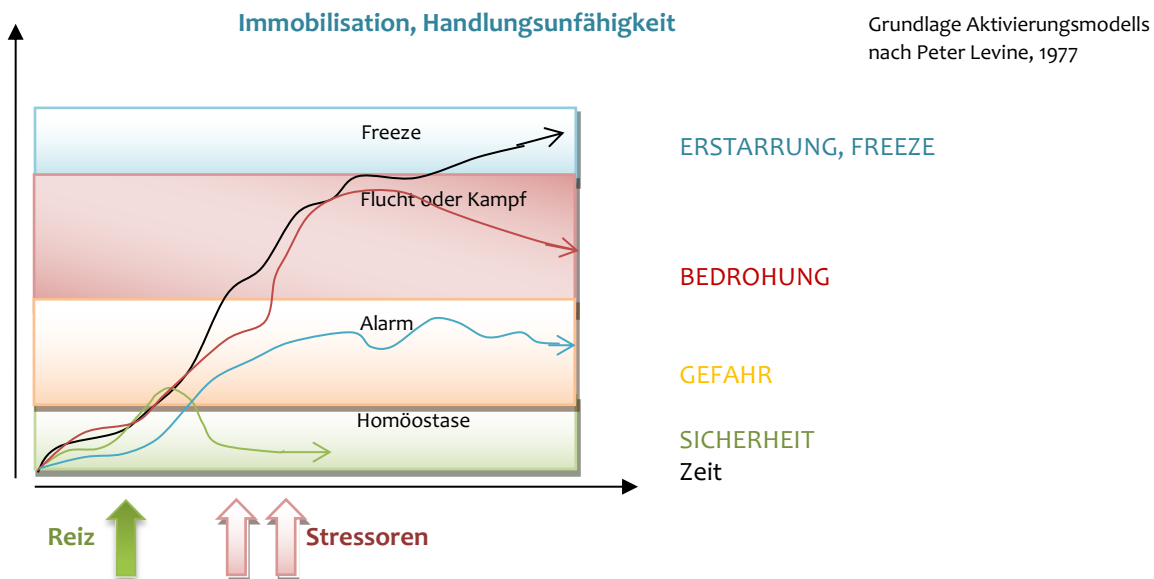 Immobilisation, Handlungsunfähigkeit
Grundlage Aktivierungsmodells
nach Peter Levine, 1977
Freeze
ERSTARRUNG, FREEZE
Flucht oder Kampf
BEDROHUNG
Alarm
GEFAHR
Homöostase
SICHERHEIT
Zeit
Reiz
Stressoren